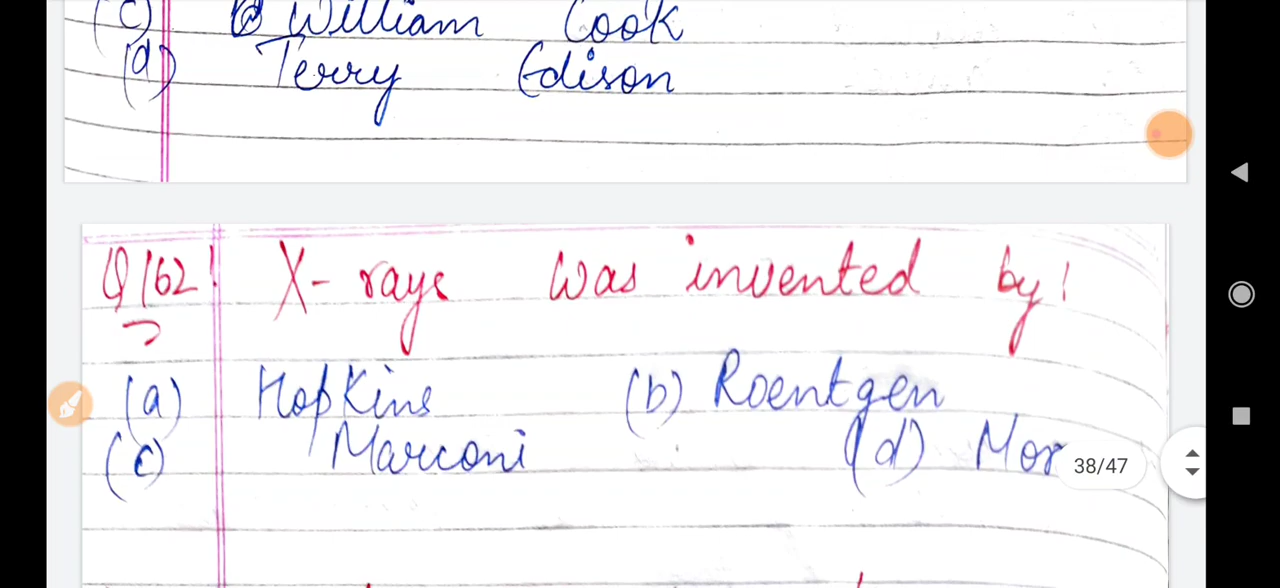 (c) William Cook
(d) Terry Edison
Q162! X-rays was invented by!
(a) Hopkins (b) Roentgen
(c) Marconi (d) Mor
38/47